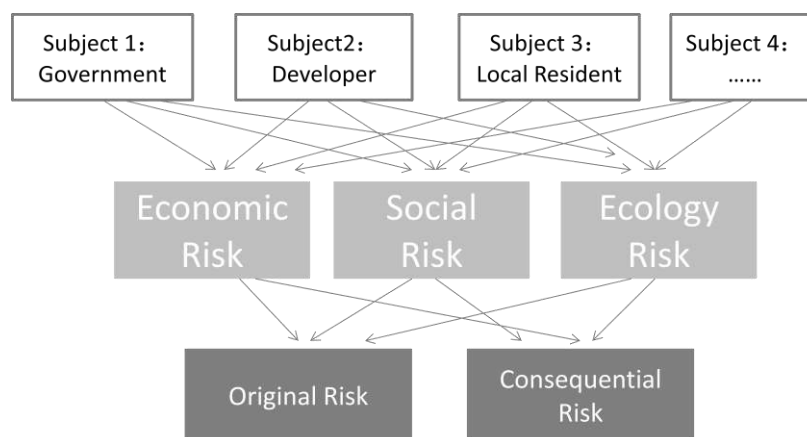 Subject 1：
Government
Subject2：
Developer
Subject 3：
Local Resident
Subject 4：
……
Economic
Risk
Social
Risk
Ecology
Risk
Original Risk
Consequential
Risk